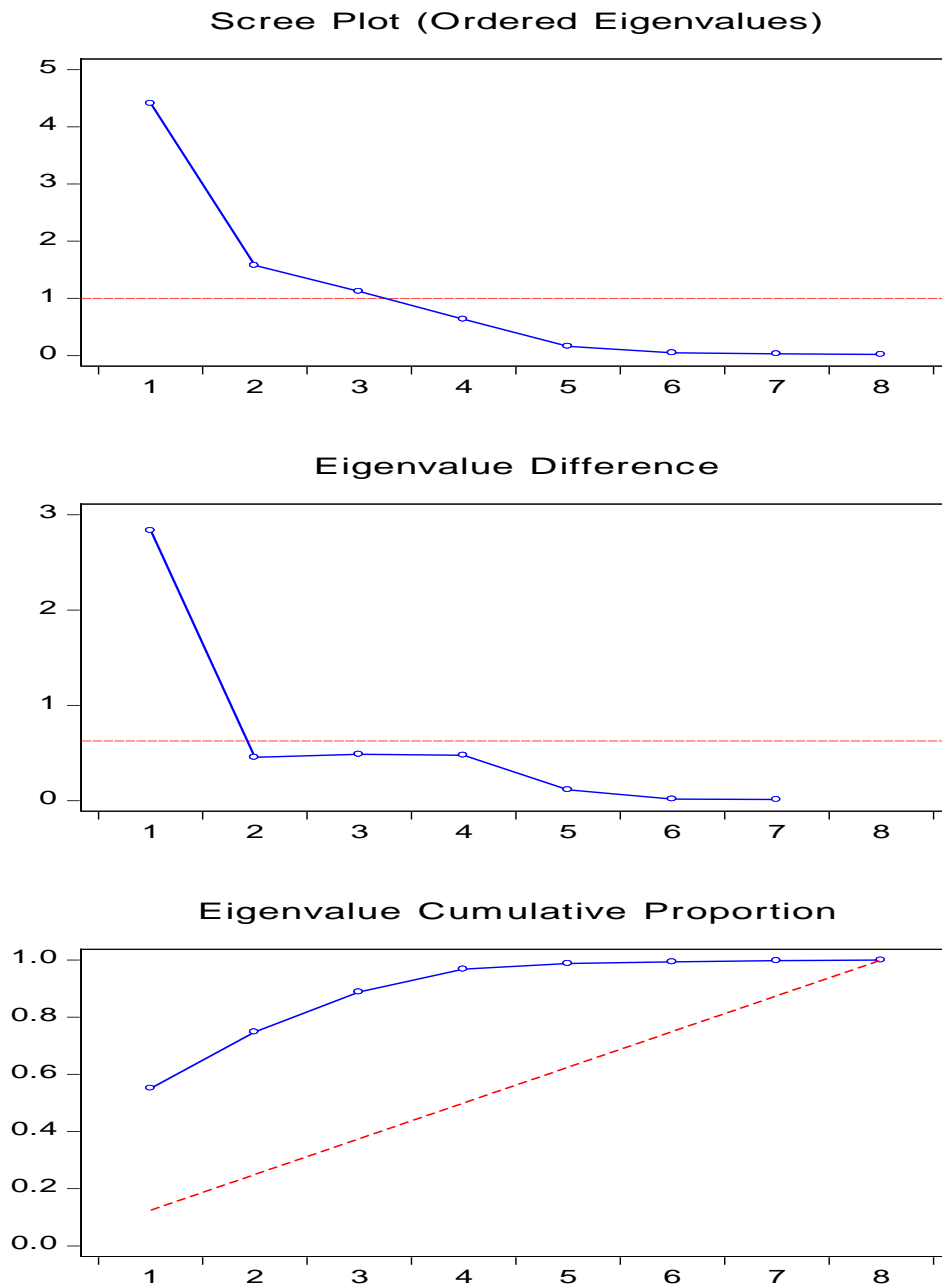 Scree Plot (Ordered Eigenvalues)
5
4
3
2
1
0
1 2 3 4 5 6 7 8
Eigenvalue Difference
3
2
1
0
1 2 3 4 5 6 7 8
Eigenvalue Cumulative Proportion
1.0
0.8
0.6
0.4
0.2
0.0
1 2 3 4 5 6 7 8